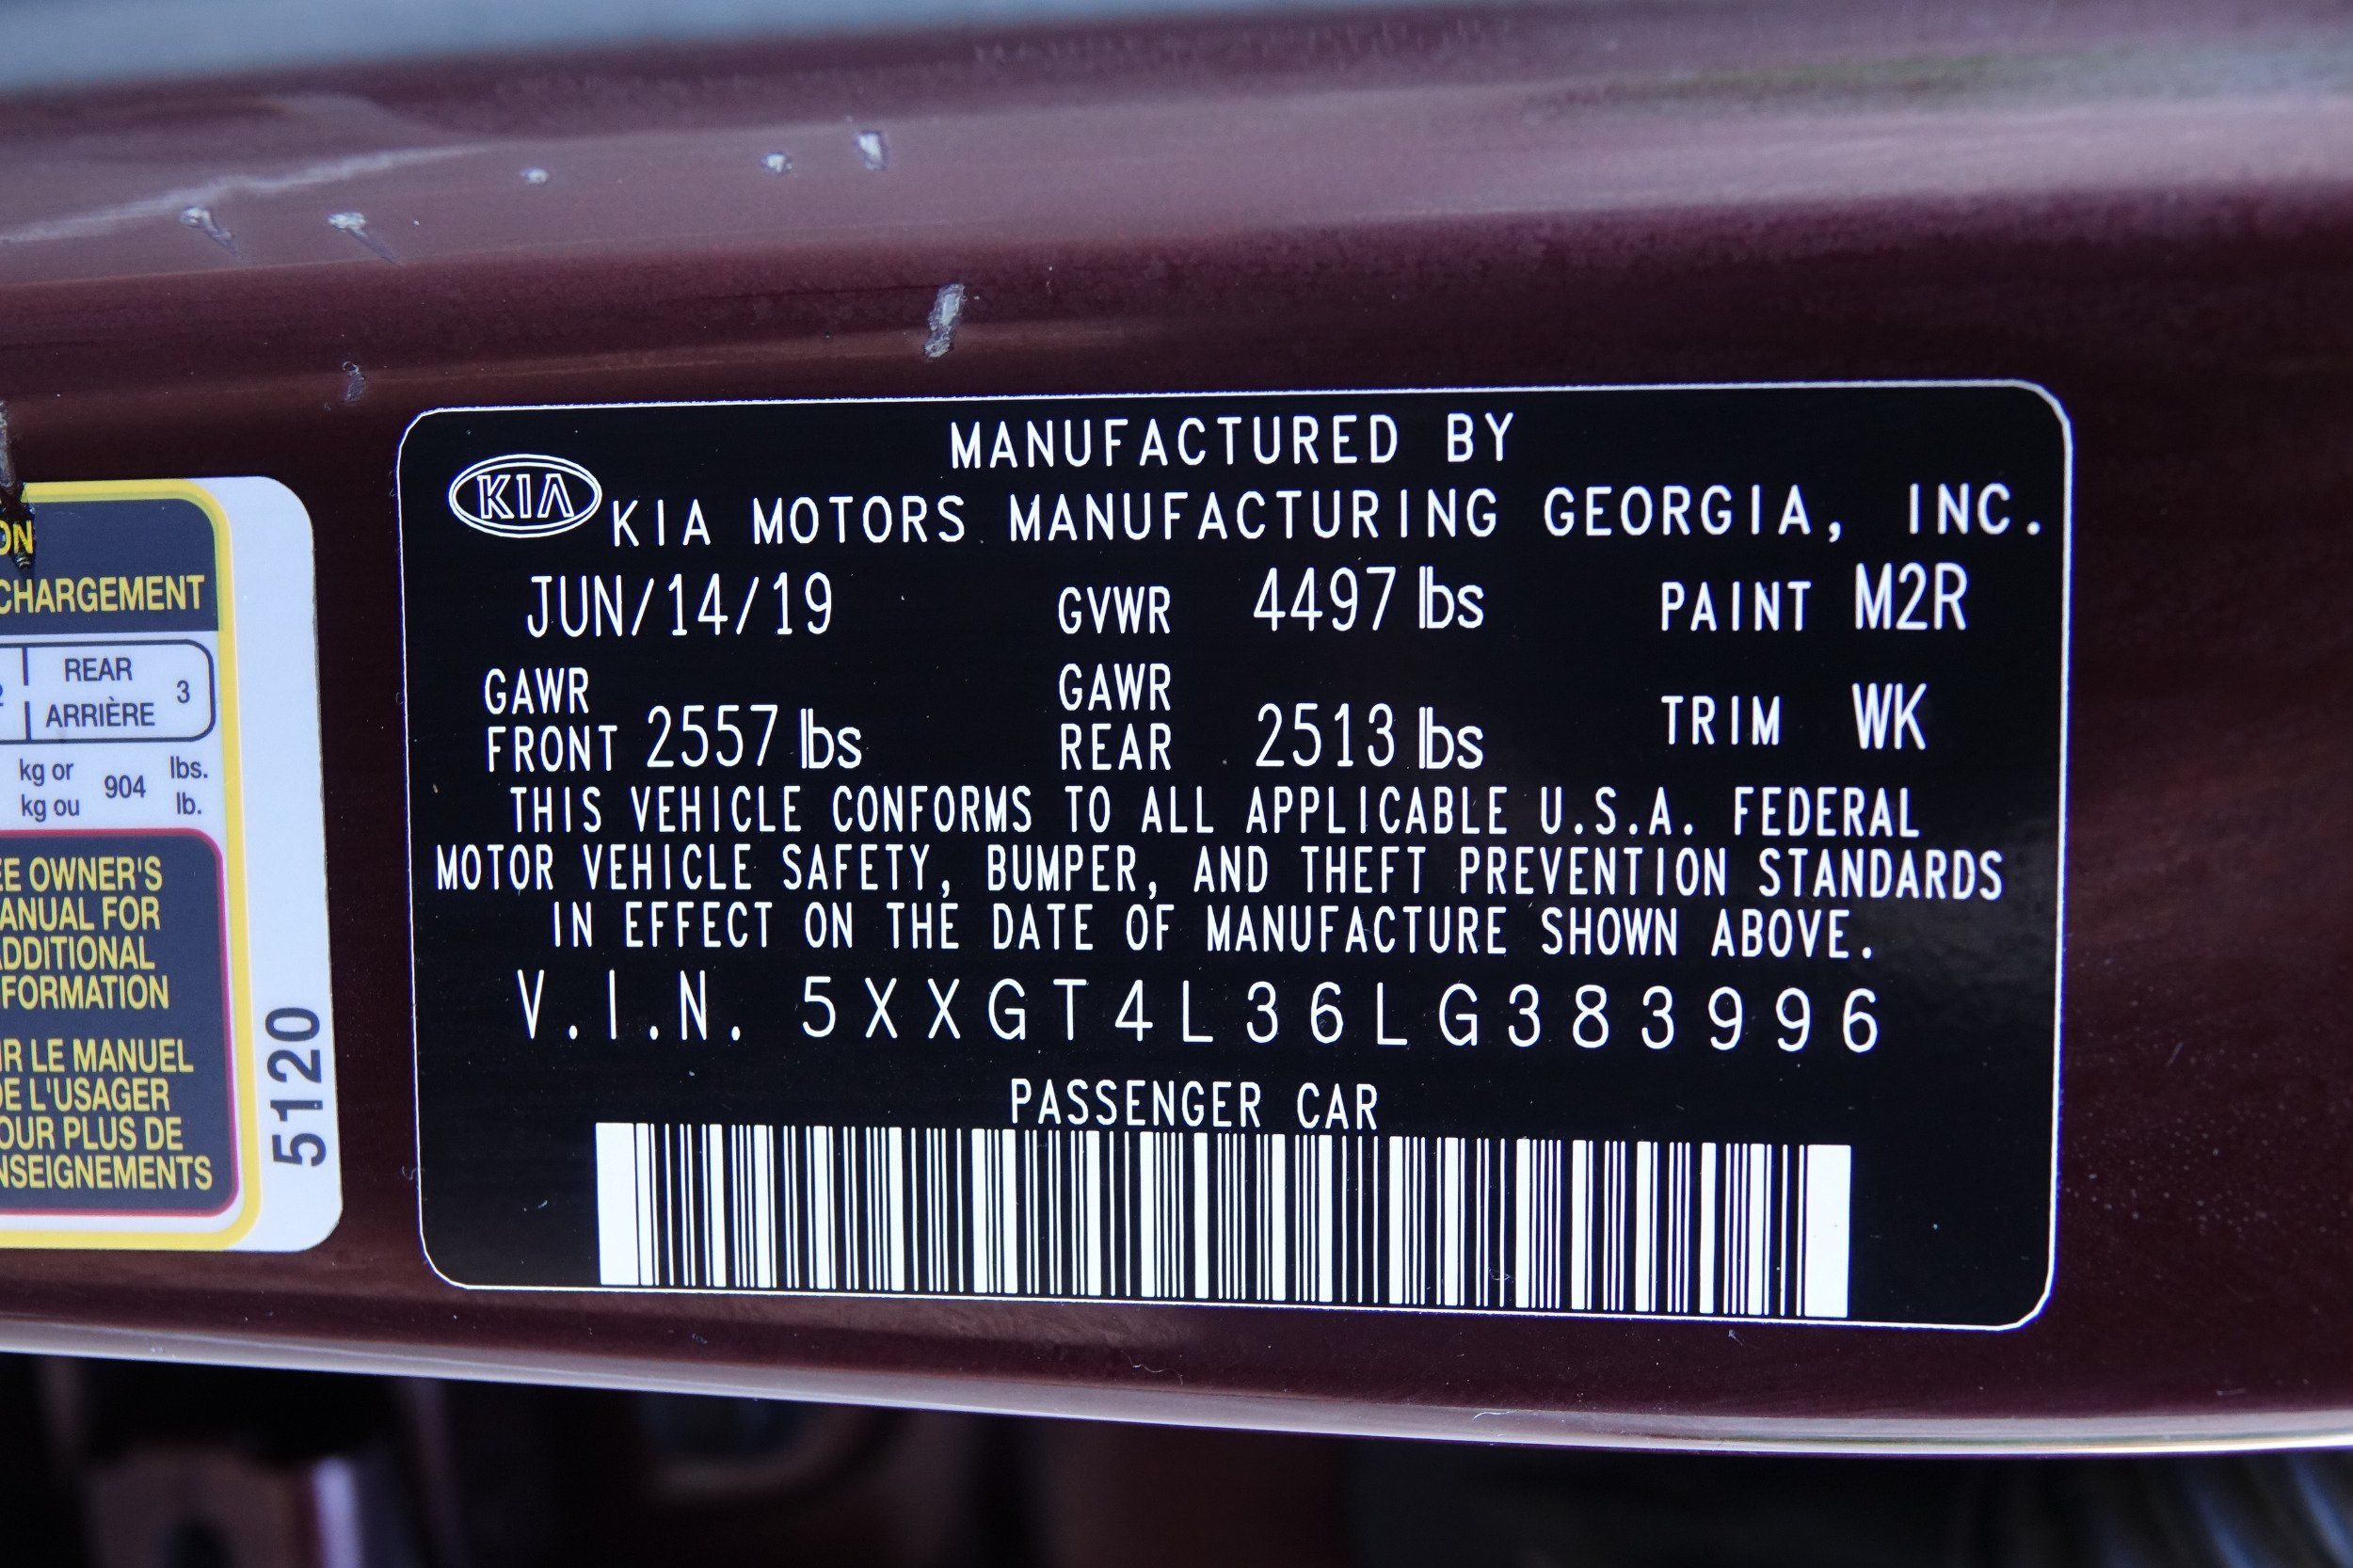 MANUFACTURED BY
KIA KIA MOTORS MANUFACTURING GEORGIA, INC.
JUN/14/19 GVWR 4497 lbs PAINT M2R
GAWR FRONT 2557 lbs GAWR REAR 2513 lbs TRIM WK
THIS VEHICLE CONFORMS TO ALL APPLICABLE U.S.A. FEDERAL
MOTOR VEHICLE SAFETY, BUMPER, AND THEFT PREVENTION STANDARDS
IN EFFECT ON THE DATE OF MANUFACTURE SHOWN ABOVE.
V.I.N. 5XXGT4L36LG383996
PASSENGER CAR
CHARGEMENT
REAR
ARRIÈRE 3
kg or 904 lbs.
kg ou lb.
OWNER'S
FOR
LE MANUEL
L'USAGER
PLUS DE
5120